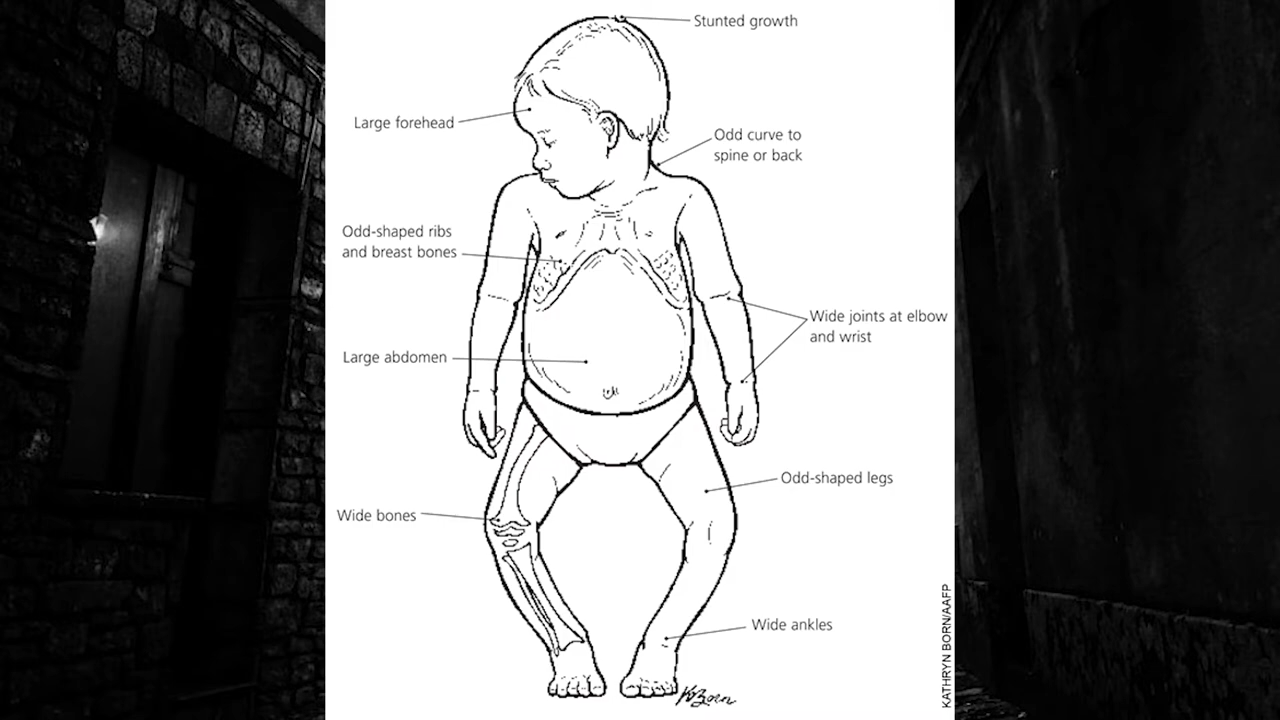 Stunted growth
Large forehead
Odd curve to
spine or back
Odd-shaped ribs
and breast bones
Wide joints at elbow
and wrist
Large abdomen
Odd-shaped legs
Wide bones
Wide ankles
KATHRYN BORN/AAFP